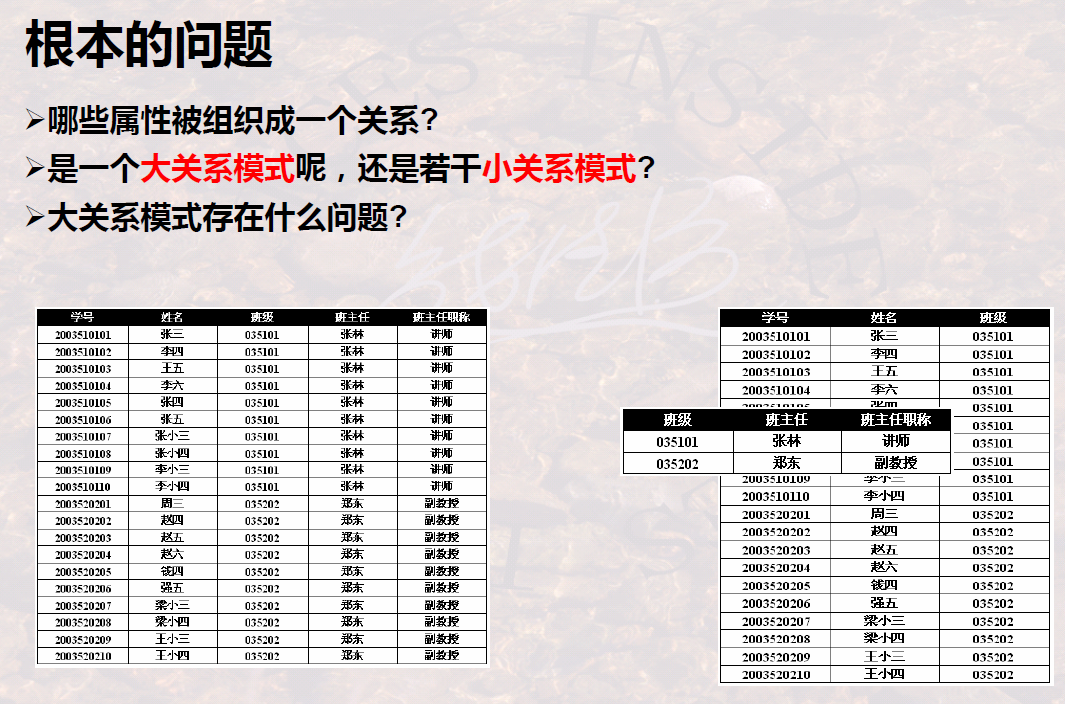 根本的问题
哪些属性被组织成一个关系?
是一个大关系模式呢，还是若干小关系模式?
大关系模式存在什么问题?
学号 姓名 班级 班主任 班主任职称
2003510101 张三 035101 张林 讲师
2003510102 李四 035101 张林 讲师
2003510103 王五 035101 张林 讲师
2003510104 李六 035101 张林 讲师
2003510105 张四 035101 张林 讲师
2003510106 张五 035101 张林 讲师
2003510107 张小三 035101 张林 讲师
2003510108 张小四 035101 张林 讲师
2003510109 李小三 035101 张林 讲师
2003510110 李小四 035101 张林 讲师
2003520201 周三 035202 郑东 副教授
2003520202 赵四 035202 郑东 副教授
2003520203 赵五 035202 郑东 副教授
2003520204 赵六 035202 郑东 副教授
2003520205 钱四 035202 郑东 副教授
2003520206 强五 035202 郑东 副教授
2003520207 梁小三 035202 郑东 副教授
2003520208 梁小四 035202 郑东 副教授
2003520209 王小三 035202 郑东 副教授
2003520210 王小四 035202 郑东 副教授
学号 姓名 班级
2003510101 张三 035101
2003510102 李四 035101
2003510103 王五 035101
2003510104 李六 035101
035101
035101
035101
035101
班级 班主任 班主任职称
035101 张林 讲师
035202 郑东 副教授
2003510109 李小三 035101
2003510110 李小四 035101
2003520201 周三 035202
2003520202 赵四 035202
2003520203 赵五 035202
2003520204 赵六 035202
2003520205 钱四 035202
2003520206 强五 035202
2003520207 梁小三 035202
2003520208 梁小四 035202
2003520209 王小三 035202
2003520210 王小四 035202